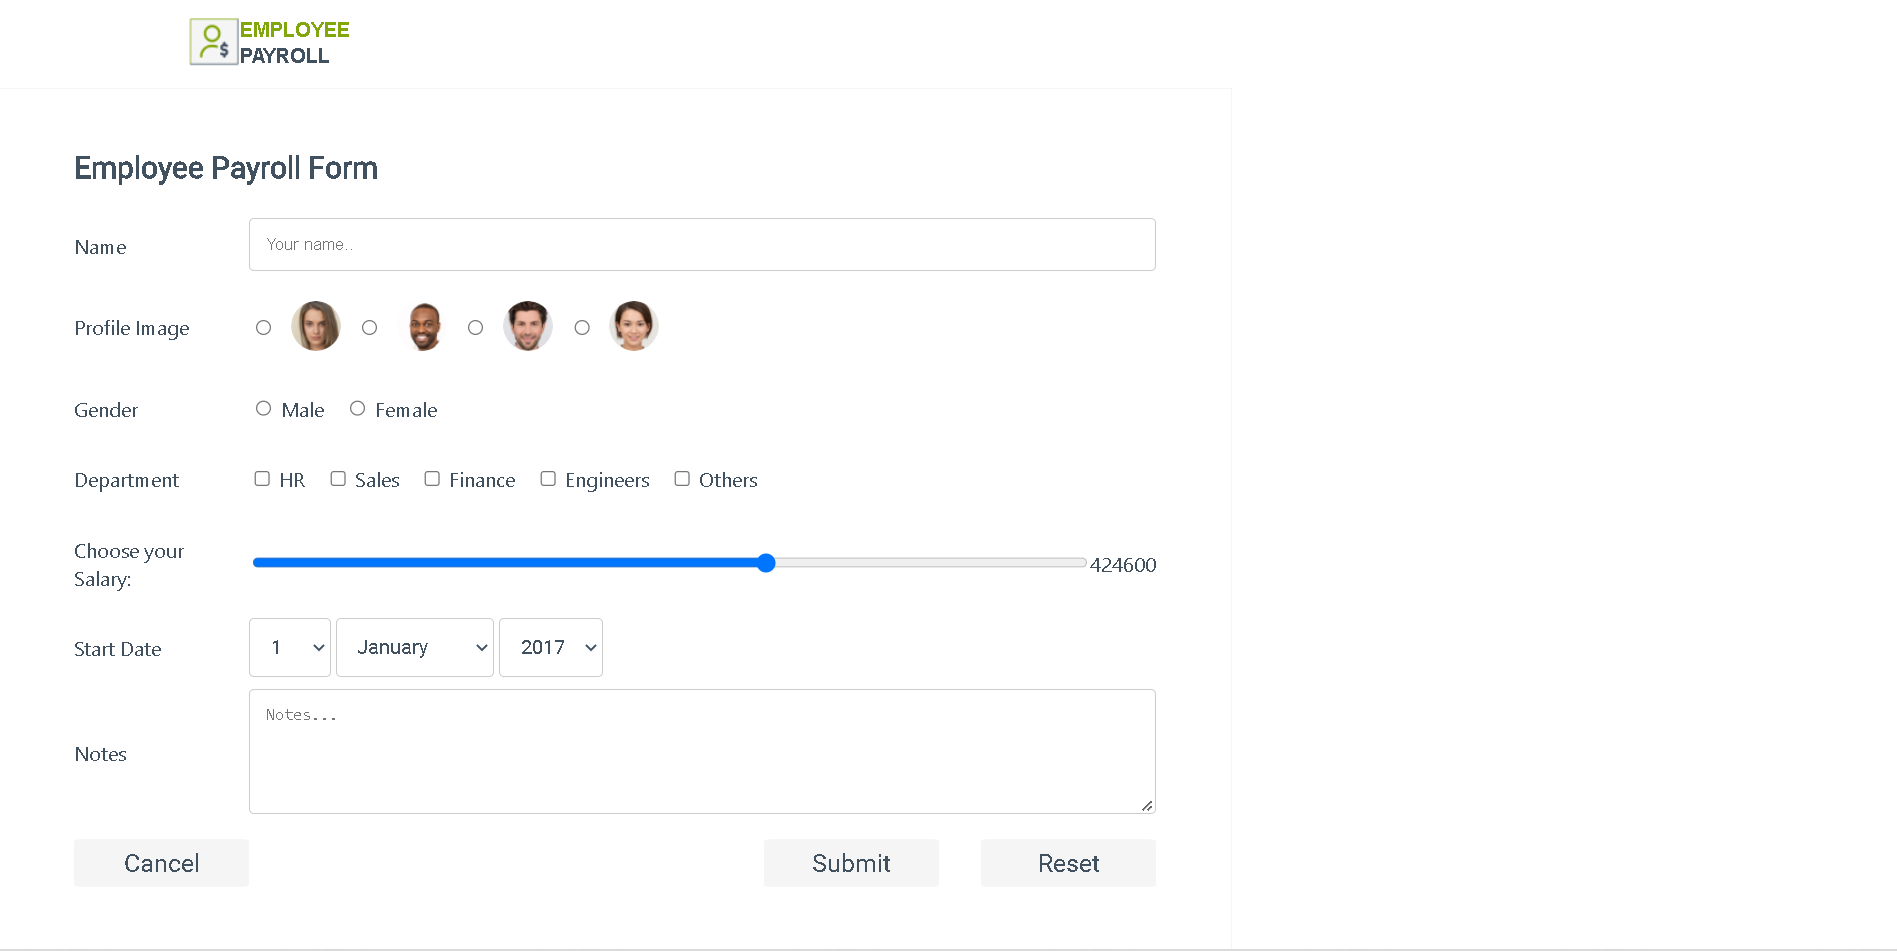 EMPLOYEE
PAYROLL
Employee Payroll Form
Name
Your name..
Profile Image
Gender
Male Female
Department
HR Sales Finance Engineers Others
Choose your
Salary:
424600
Start Date
1 January 2017
Notes...
Notes
Cancel Submit Reset